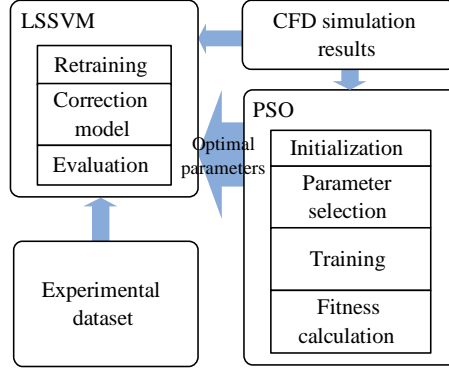 LSSVM
Retraining
Correction
model
Evaluation
CFD simulation
results
Optimal
parameters
PSO
Initialization
Parameter
selection
Training
Fitness
calculation
Experimental
dataset